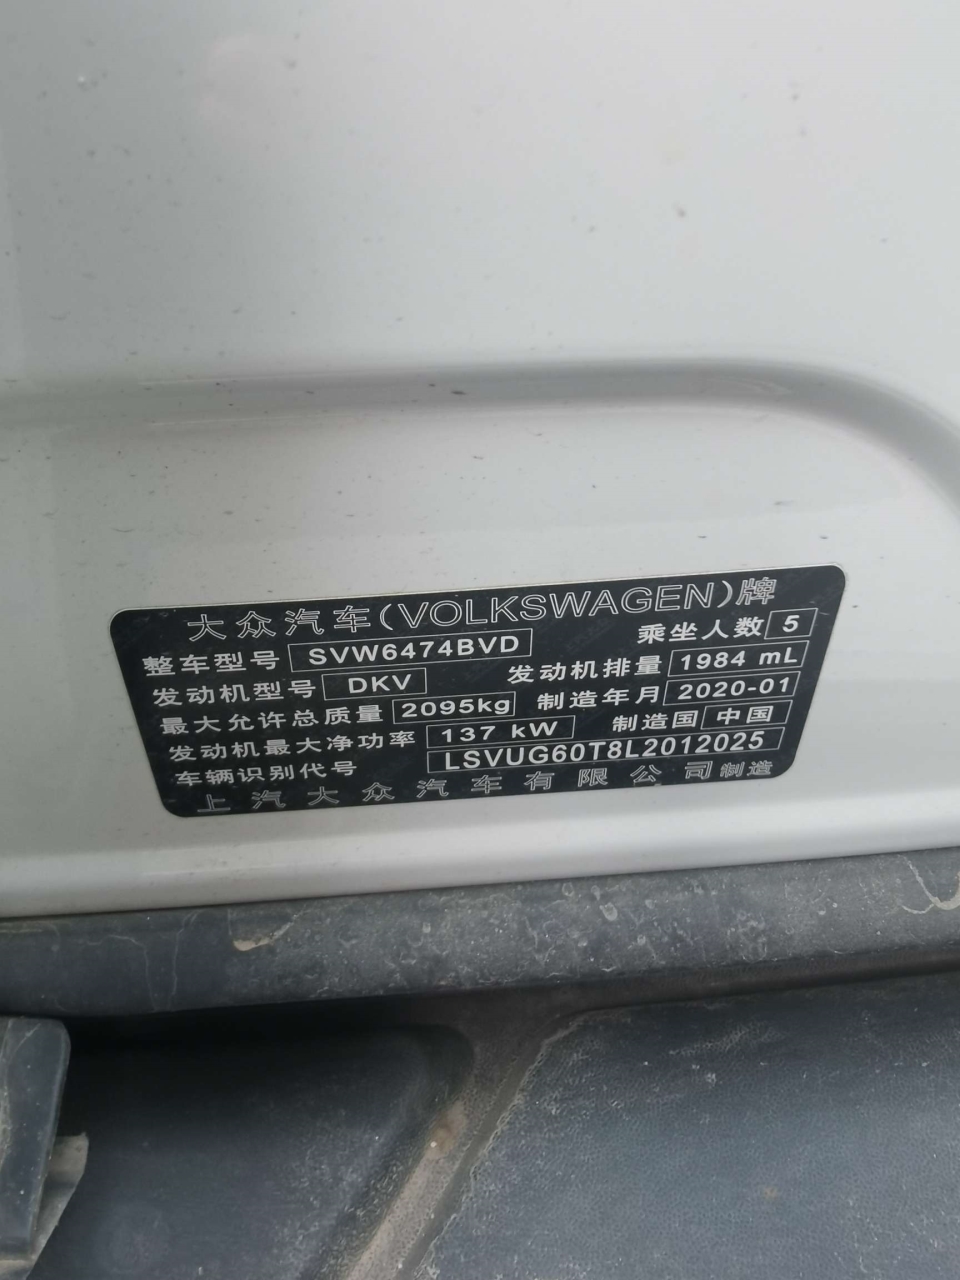 大众汽车(VOLKSWAGEN)牌
整车型号 SVW6474BVD 乘坐人数 5
发动机型号 DKV 发动机排量 1984 mL
最大允许总质量 2095kg 制造年月 2020-01
发动机最大净功率 137 kW 制造国 中国
车辆识别代号 LSVUG60T8L2012025
上汽大众汽车有限公司制造